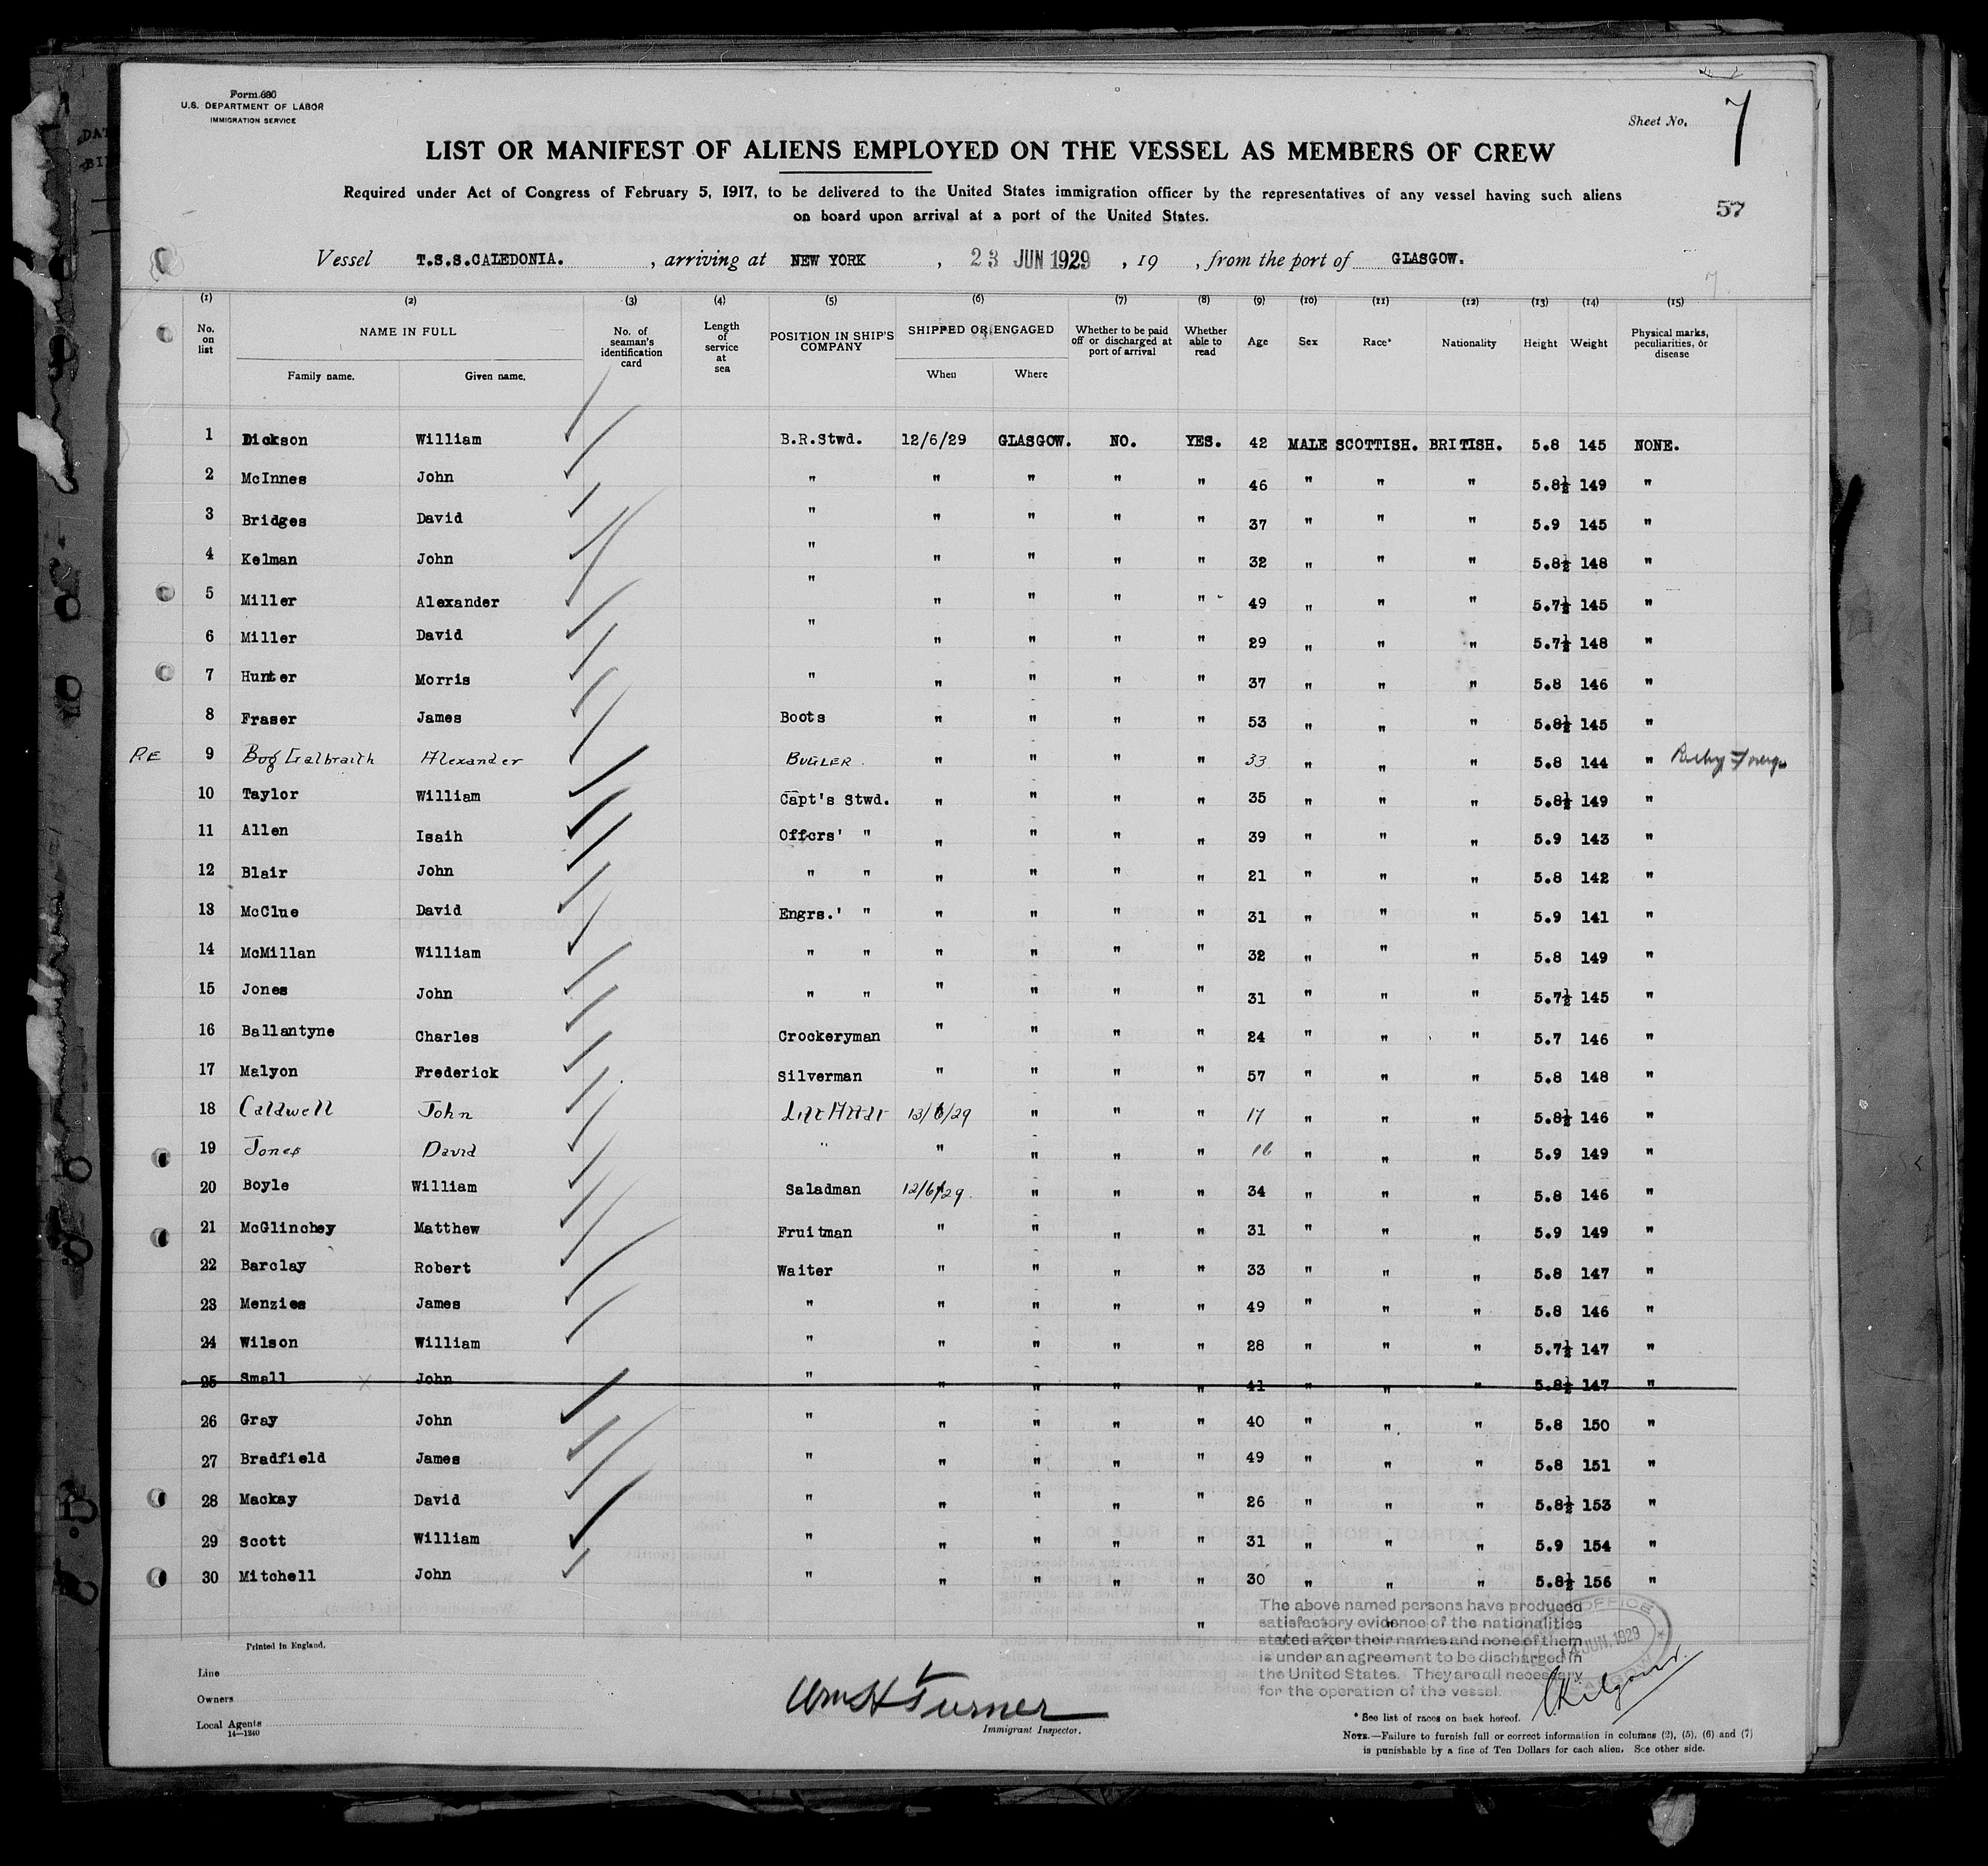 Form 680
U.S. DEPARTMENT OF LABOR
IMMIGRATION SERVICE
Sheet No. 7
LIST OR MANIFEST OF ALIENS EMPLOYED ON THE VESSEL AS MEMBERS OF CREW
Required under Act of Congress of February 5, 1917, to be delivered to the United States immigration officer by the representatives of any vessel having such aliens
on board upon arrival at a port of the United States.
57
Vessel T.S.S.CALEDONIA. , arriving at NEW YORK , 23 JUN 1929 , 19 , from the port of GLASGOW.
7
(1) (2) (3) (4) (5) (6) (7) (8) (9) (10) (11) (12) (13) (14) (15)
No. on list NAME IN FULL No. of seaman's identification card Length of service at sea POSITION IN SHIP'S COMPANY SHIPPED OR ENGAGED Whether to be paid off or discharged at port of arrival Whether able to read Age Sex Race* Nationality Height Weight Physical marks, peculiarities, or disease
Family name. Given name. When Where
1 Dickson William B.R.Stwd. 12/6/29 GLASGOW. NO. YES. 42 MALE SCOTTISH. BRITISH. 5.8 145 NONE.
2 McInnes John " " " " " 46 " " " 5.8½ 149 "
3 Bridges David " " " " " 37 " " " 5.9 145 "
4 Kelman John " " " " " 32 " " " 5.8½ 148 "
5 Miller Alexander " " " " " 49 " " " 5.7½ 145 "
6 Miller David " " " " " 29 " " " 5.7½ 148 "
7 Hunter Morris " " " " " 37 " " " 5.8 146 "
8 Fraser James Boots " " " " 53 " " " 5.8½ 145 "
P.E 9 Bog Galbraith Alexander BUGLER. " " " " 33 " " " 5.8 144 " Ruby
10 Taylor William Capt's Stwd. " " " " 35 " " " 5.8½ 149 "
11 Allen Isaih Offcrs' " " " " " 39 " " " 5.9 143 "
12 Blair John " " " " " " 21 " " " 5.8 142 "
13 McClue David Engrs.' " " " " " 31 " " " 5.9 141 "
14 McMillan William " " " " " " 32 " " " 5.8 149 "
15 Jones John " " " " " " 31 " " " 5.7½ 145 "
16 Ballantyne Charles Crockeryman " " " " 24 " " " 5.7 146 "
17 Malyon Frederick Silverman " " " " 57 " " " 5.8 148 "
18 Caldwell John 13/6/29 " " " 17 " " " 5.8½ 146 "
19 Jones David " " " " " 16 " " " 5.9 149 "
20 Boyle William Saladman 12/6/29. " " " 34 " " " 5.8 146 "
21 McGlinchey Matthew Fruitman " " " " 31 " " " 5.9 149 "
22 Barclay Robert Waiter " " " " 33 " " " 5.8 147 "
23 Menzies James " " " " " 49 " " " 5.8 146 "
24 Wilson William " " " " " 28 " " " 5.7½ 147 "
25 Small X John " " " " " 41 " " " 5.8½ 147 "
26 Gray John " " " " " 40 " " " 5.8 150 "
27 Bradfield James " " " " " 49 " " " 5.8 151 "
28 Mackay David " " " " " 26 " " " 5.8½ 153 "
29 Scott William " " " " " 31 " " " 5.9 154 "
30 Mitchell John " " " " " 30 " " " 5.8½ 156 "
The above named persons have produced
satisfactory evidence of the nationalities
stated after their names and none of them
is under an agreement to be discharged in
the United States. They are all necessary
for the operation of the vessel.
OFFICE
JUN. 1929
Printed in England.
Line
Owners
Local Agents
14—1240
Wm H Turner
Immigrant Inspector.
* See list of races on back hereof.
NOTE.—Failure to furnish full or correct information in columns (2), (5), (6) and (7)
is punishable by a fine of Ten Dollars for each alien. See other side.